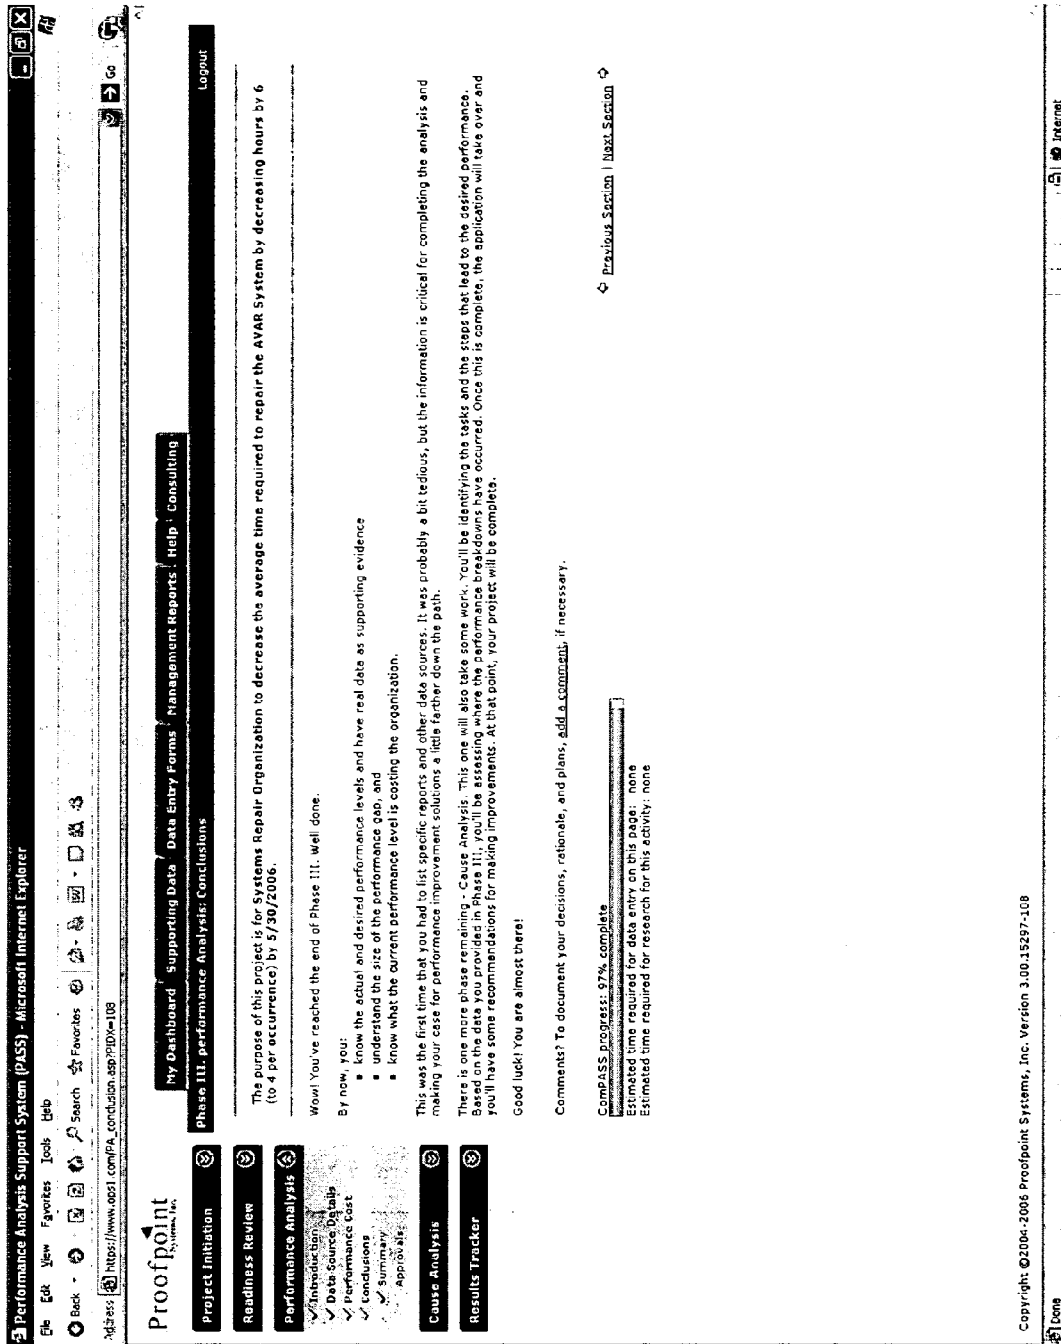 Performance Analysis Support System (PASS) - Microsoft Internet Explorer
File Edit View Favorites Tools Help
Back Search Favorites
Address https://www.ops1.com/PA_conclusion.asp?PIDX=108 Go
Proofpoint
Systems, Inc.
My Dashboard Supporting Data Data Entry Forms Management Reports Help Consulting
Phase III. performance Analysis: Conclusions Logout
Project Initiation
Readiness Review
Performance Analysis
Introduction
Data Source Details
Performance Cost
Conclusions
Summary
Approvals
Cause Analysis
Results Tracker
The purpose of this project is for Systems Repair Organization to decrease the average time required to repair the AVAR System by decreasing hours by 6
(to 4 per occurrence) by 5/30/2006.
Wow! You've reached the end of Phase III. Well done.
By now, you:
▪ know the actual and desired performance levels and have real data as supporting evidence
▪ understand the size of the performance gap, and
▪ know what the current performance level is costing the organization.
This was the first time that you had to list specific reports and other data sources. It was probably a bit tedious, but the information is critical for completing the analysis and
making your case for performance improvement solutions a little farther down the path.
There is one more phase remaining - Cause Analysis. This one will also take some work. You'll be identifying the tasks and the steps that lead to the desired performance.
Based on the data you provided in Phase III, you'll be assessing where the performance breakdowns have occurred. Once this is complete, the application will take over and
you'll have some recommendations for making improvements. At that point, your project will be complete.
Good luck! You are almost there!
Comments? To document your decisions, rationale, and plans, add a comment, if necessary.
ComPASS progress: 97% complete
Estimated time required for data entry on this page: none
Estimated time required for research for this activity: none
Previous Section | Next Section
Copyright ©2004-2006 Proofpoint Systems, Inc. Version 3.00.15297-108
Done Internet